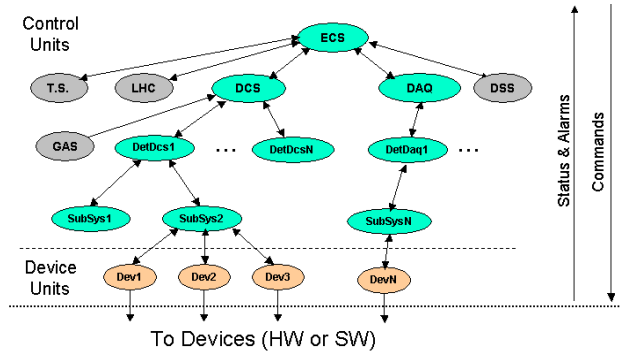 Control
Units
ECS
T.S.
LHC
DCS
DAQ
DSS
GAS
DetDcs1
...
DetDcsN
DetDaq1
...
SubSys1
SubSys2
SubSysN
Device
Units
Dev1
Dev2
Dev3
DevN
To Devices (HW or SW)
Status & Alarms
Commands